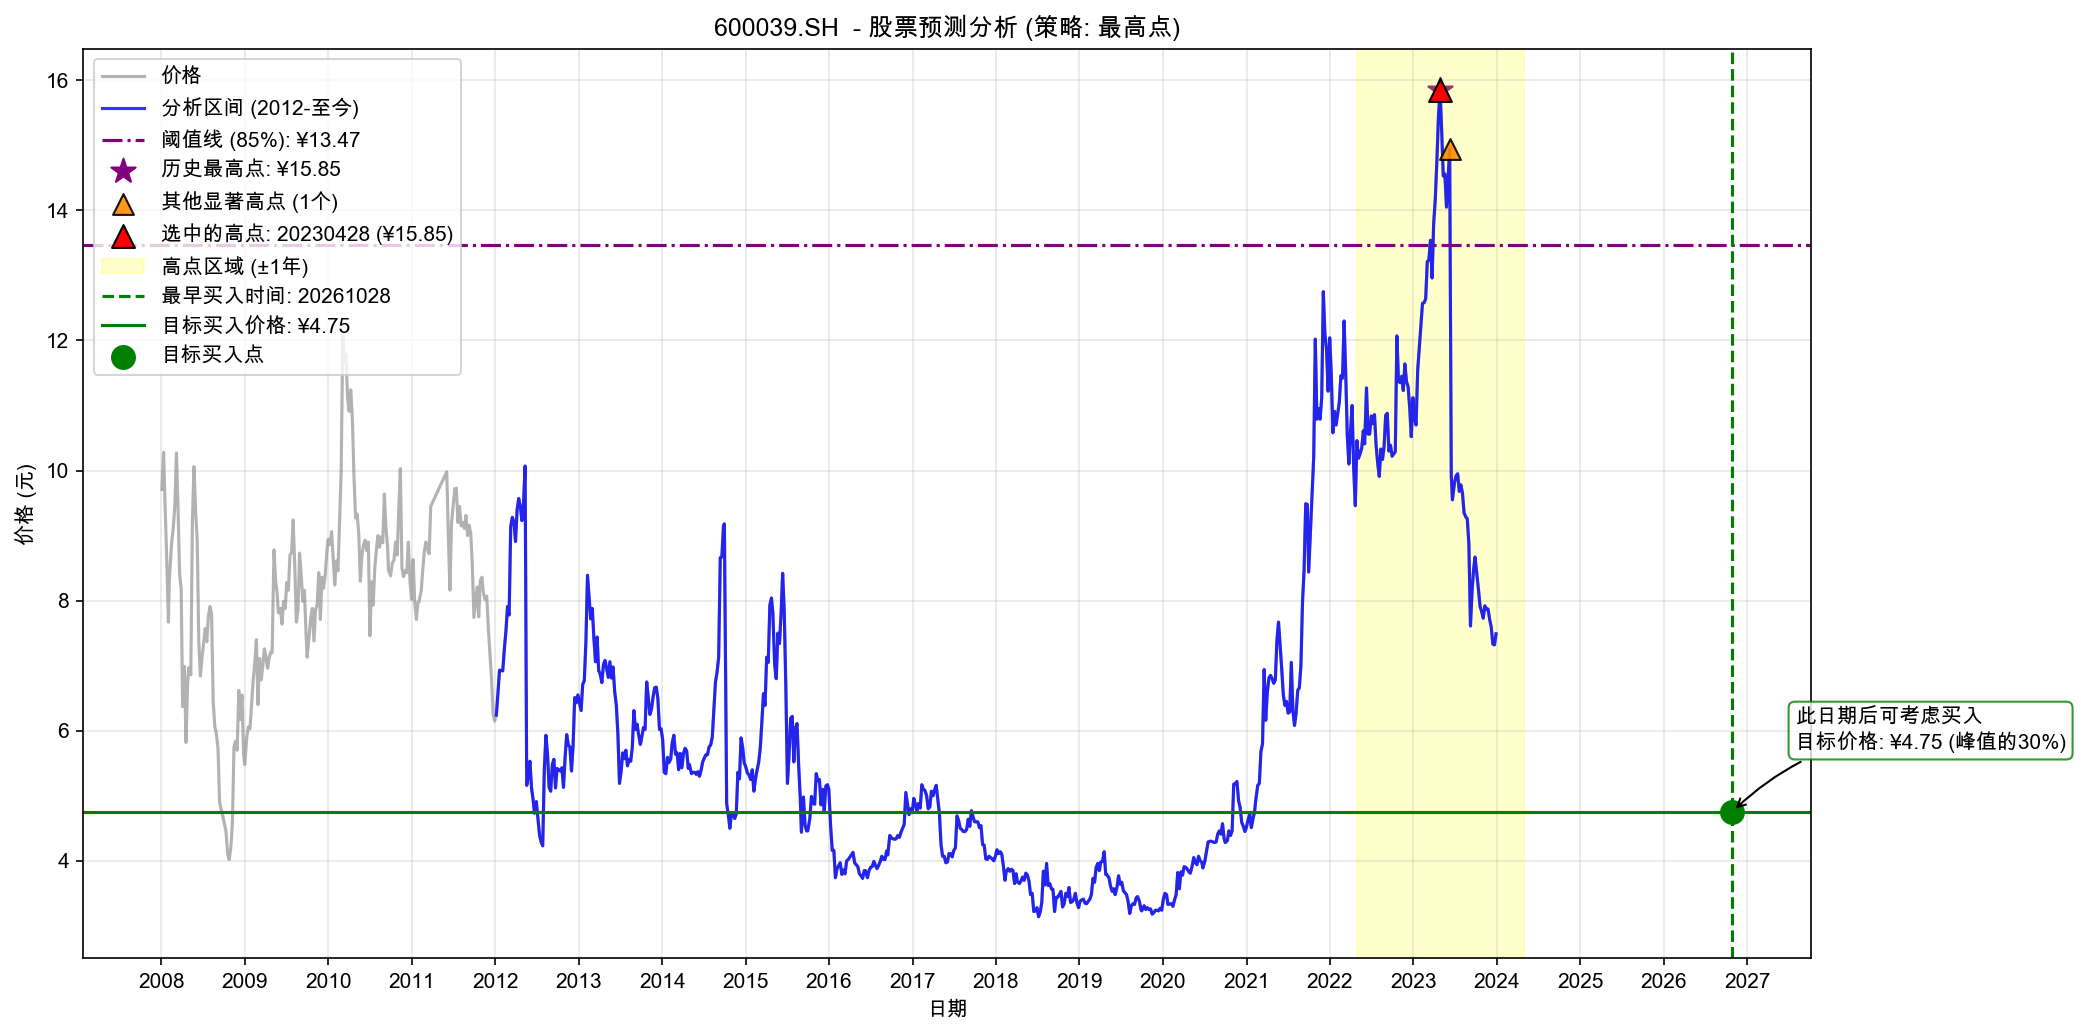 600039.SH - 股票预测分析 (策略: 最高点)
价格
分析区间 (2012-至今)
阈值线 (85%): ¥13.47
历史最高点: ¥15.85
其他显著高点 (1个)
选中的高点: 20230428 (¥15.85)
高点区域 (±1年)
最早买入时间: 20261028
目标买入价格: ¥4.75
目标买入点
16
14
12
10
8
6
4
价格 (元)
此日期后可考虑买入
目标价格: ¥4.75 (峰值的30%)
2008 2009 2010 2011 2012 2013 2014 2015 2016 2017 2018 2019 2020 2021 2022 2023 2024 2025 2026 2027
日期